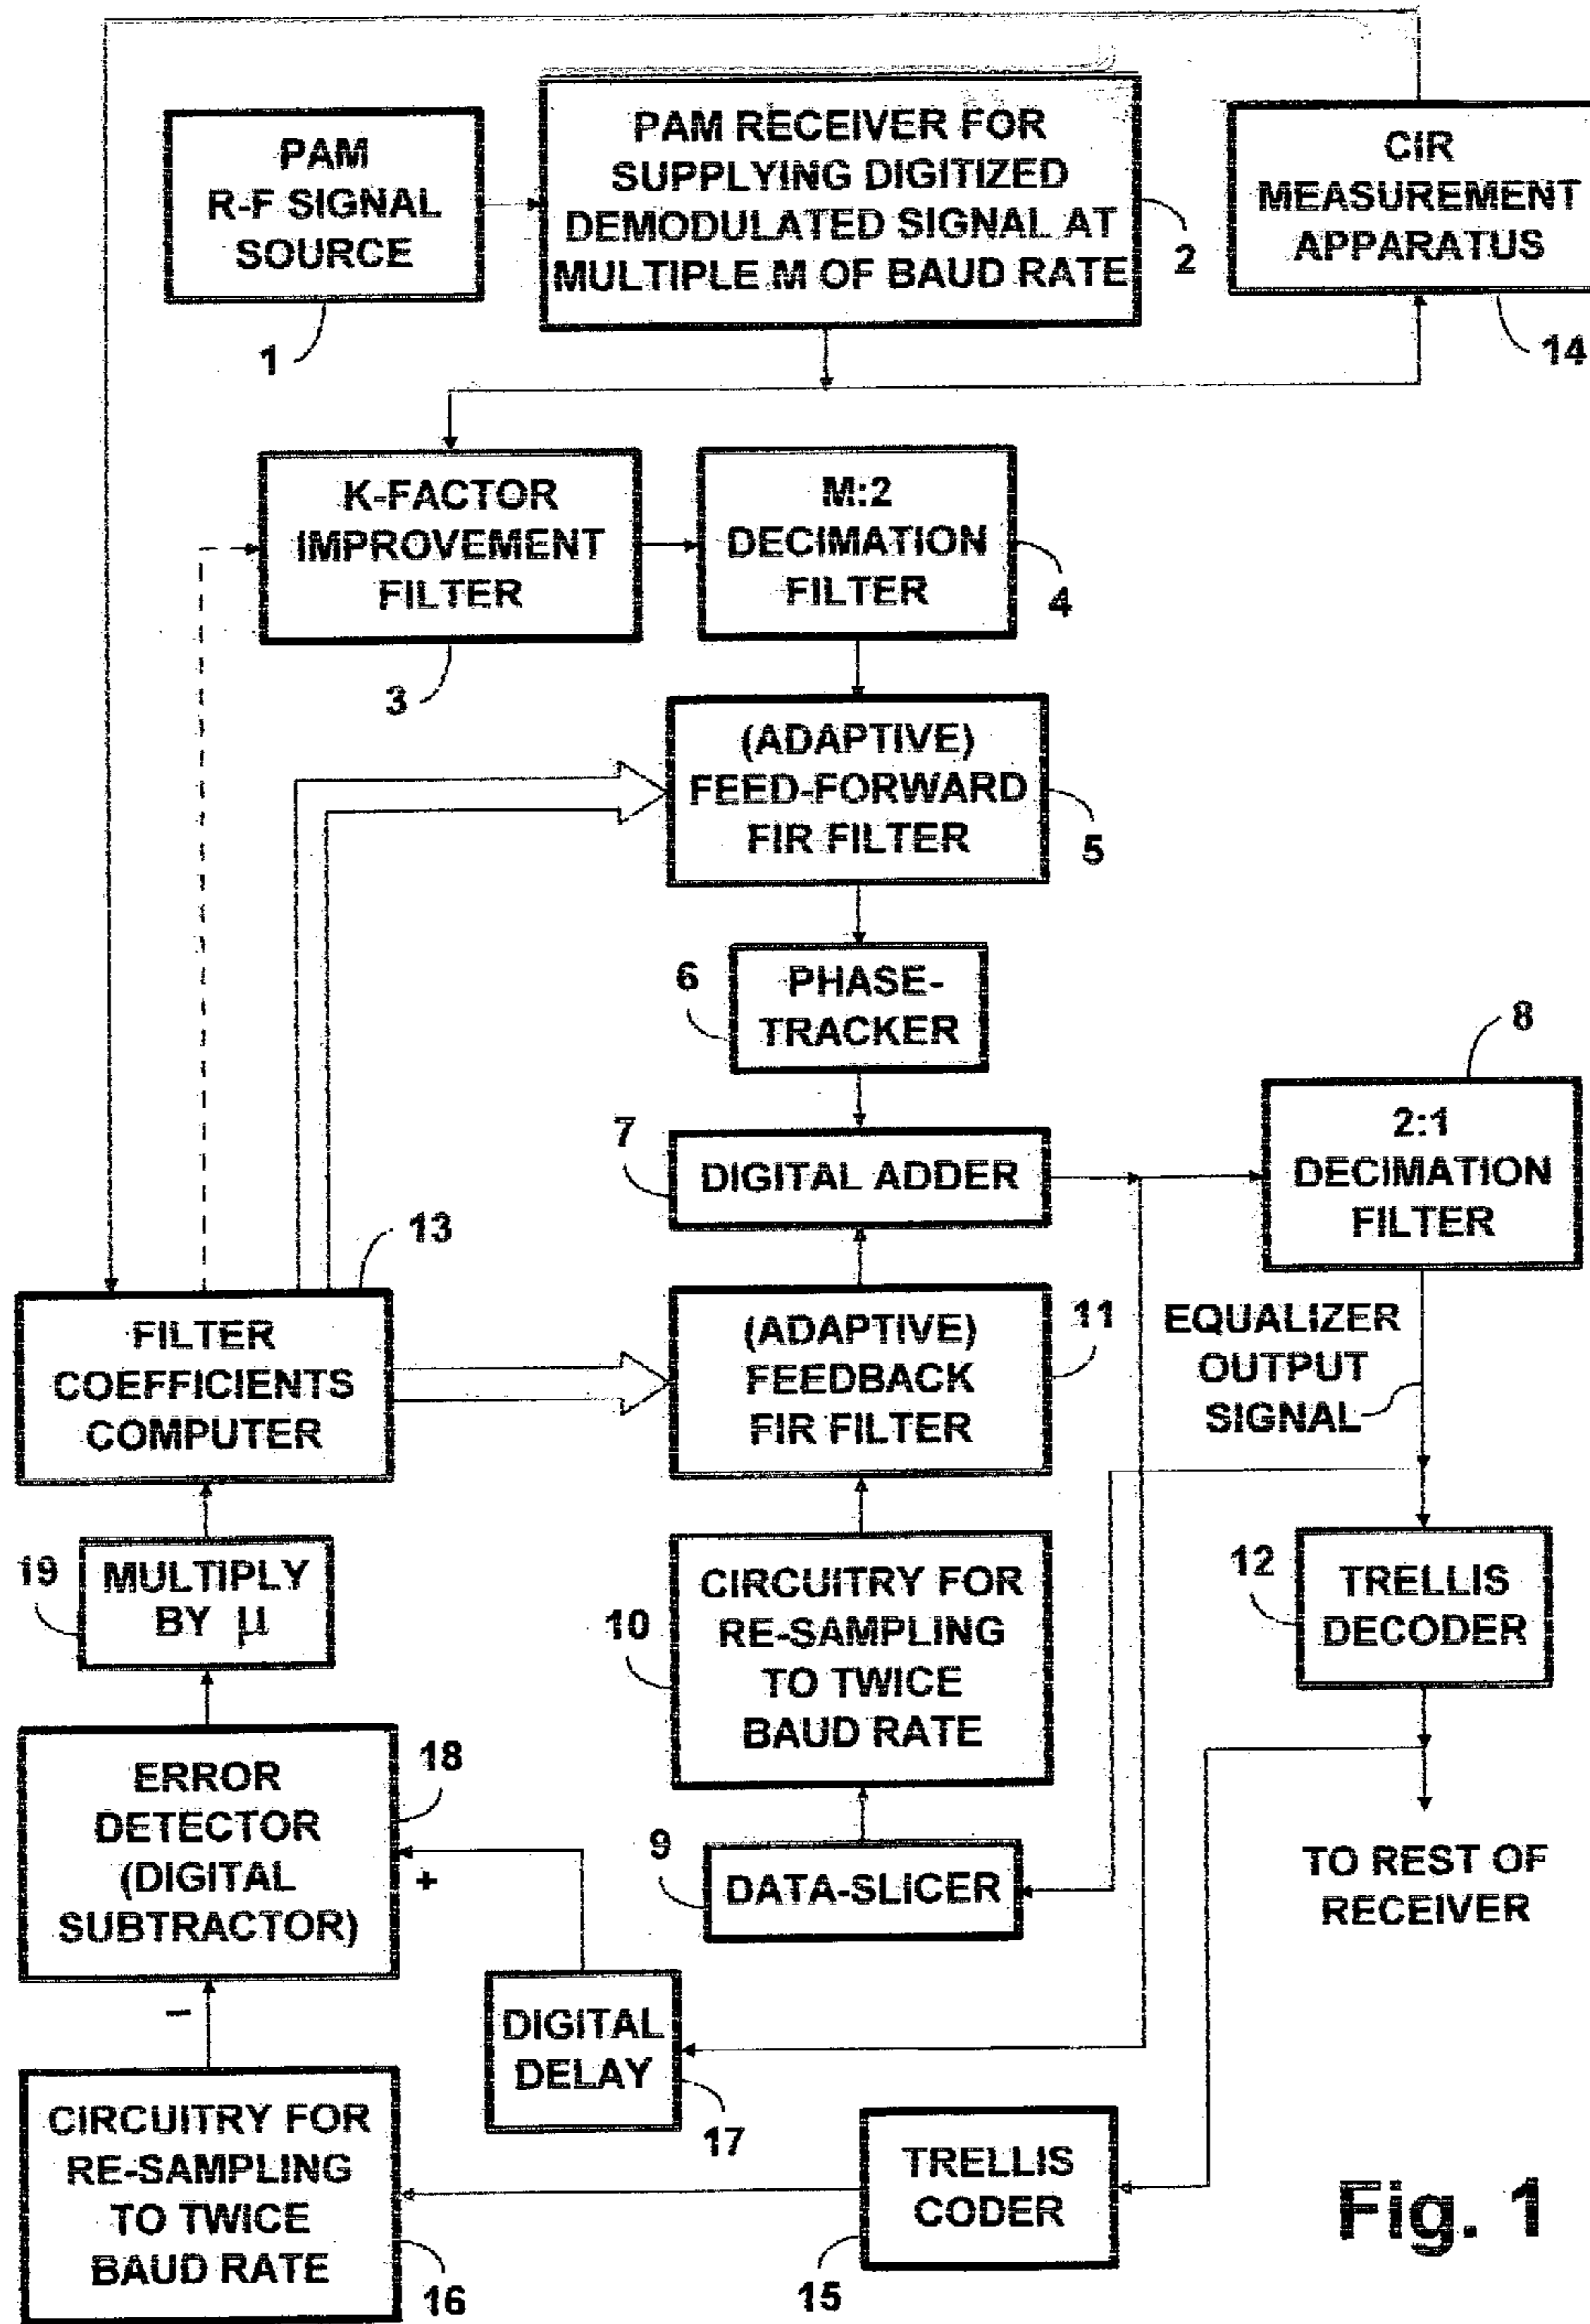 PAM
R-F SIGNAL
SOURCE
1
PAM RECEIVER FOR
SUPPLYING DIGITIZED
DEMODULATED SIGNAL AT
MULTIPLE M OF BAUD RATE
2
CIR
MEASUREMENT
APPARATUS
14
K-FACTOR
IMPROVEMENT
FILTER
3
M:2
DECIMATION
FILTER
4
(ADAPTIVE)
FEED-FORWARD
FIR FILTER
5
6
PHASE-
TRACKER
7
DIGITAL ADDER
8
2:1
DECIMATION
FILTER
13
FILTER
COEFFICIENTS
COMPUTER
(ADAPTIVE)
FEEDBACK
FIR FILTER
11
EQUALIZER
OUTPUT
SIGNAL
19
MULTIPLY
BY μ
10
CIRCUITRY FOR
RE-SAMPLING
TO TWICE
BAUD RATE
12
TRELLIS
DECODER
ERROR
DETECTOR
(DIGITAL
SUBTRACTOR)
18
+
−
9
DATA-SLICER
TO REST OF
RECEIVER
DIGITAL
DELAY
17
CIRCUITRY FOR
RE-SAMPLING
TO TWICE
BAUD RATE
16
TRELLIS
CODER
15
Fig. 1